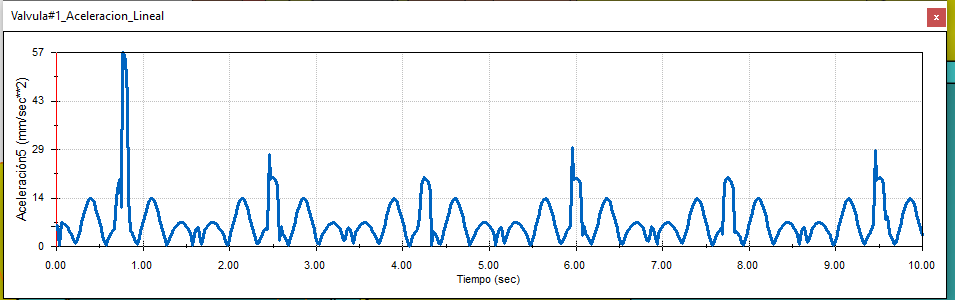 Valvula#1_Aceleracion_Lineal
x
Aceleración5 (mm/sec**2)
57
43
29
14
0
0.00 1.00 2.00 3.00 4.00 5.00 6.00 7.00 8.00 9.00 10.00
Tiempo (sec)